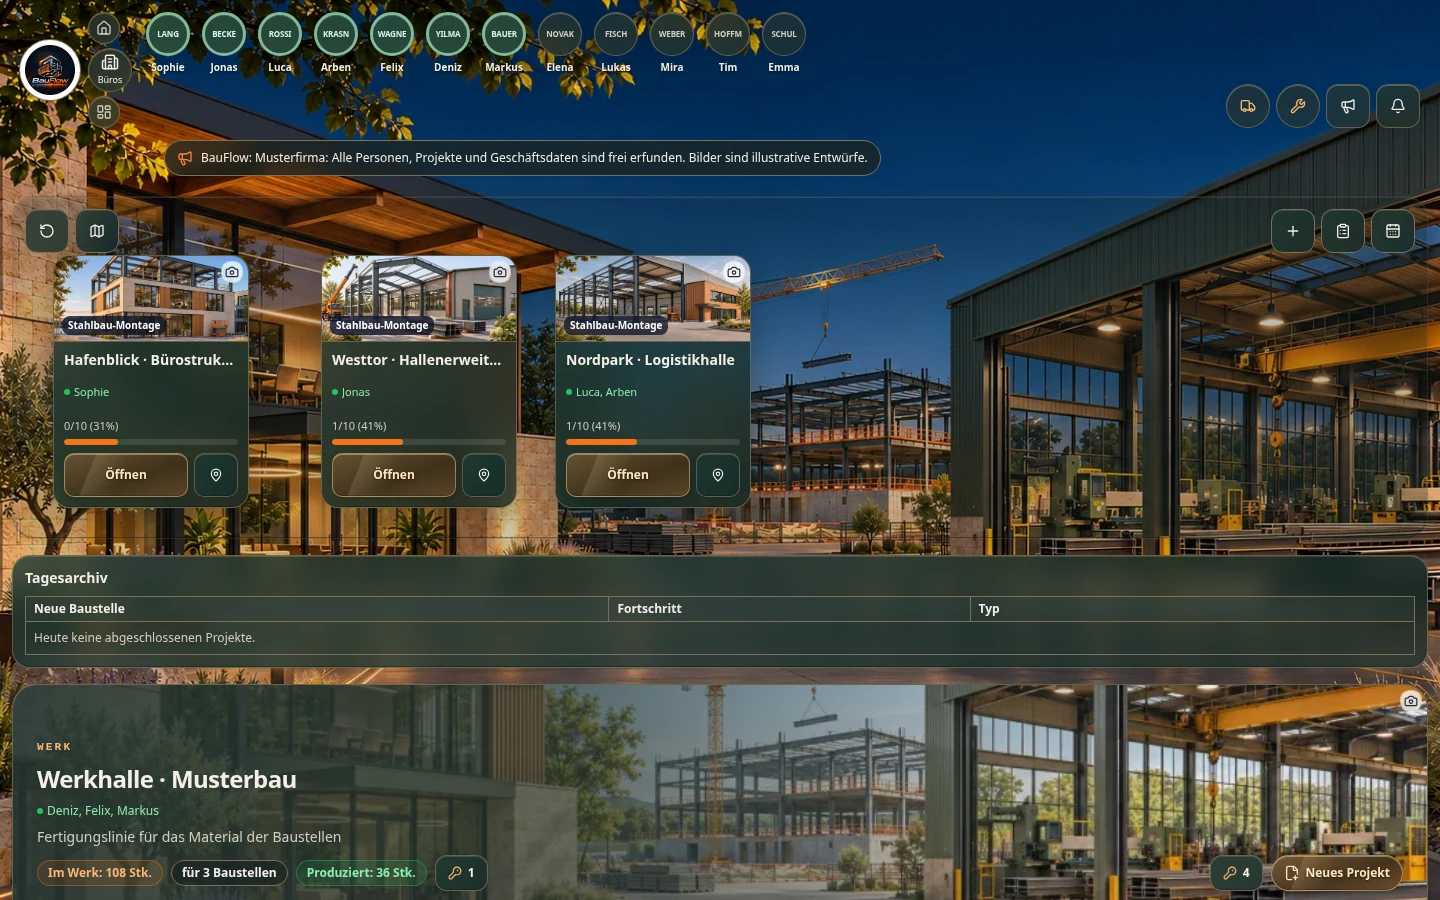 LANG BECKE ROSSI KRASN WAGNE YILMA BAUER NOVAK FISCH WEBER HOFFM SCHUL
Sophie Jonas Luca Arben Felix Deniz Markus Elena Lukas Mira Tim Emma
BauFlow
Büros
BauFlow: Musterfirma: Alle Personen, Projekte und Geschäftsdaten sind frei erfunden. Bilder sind illustrative Entwürfe.
Stahlbau-Montage
Hafenblick · Bürostruk...
Sophie
0/10 (31%)
Öffnen
Stahlbau-Montage
Westtor · Hallenerweit...
Jonas
1/10 (41%)
Öffnen
Stahlbau-Montage
Nordpark · Logistikhalle
Luca, Arben
1/10 (41%)
Öffnen
Tagesarchiv
Neue Baustelle Fortschritt Typ
Heute keine abgeschlossenen Projekte.
WERK
Werkhalle · Musterbau
Deniz, Felix, Markus
Fertigungslinie für das Material der Baustellen
Im Werk: 108 Stk. für 3 Baustellen Produziert: 36 Stk. 1 4 Neues Projekt